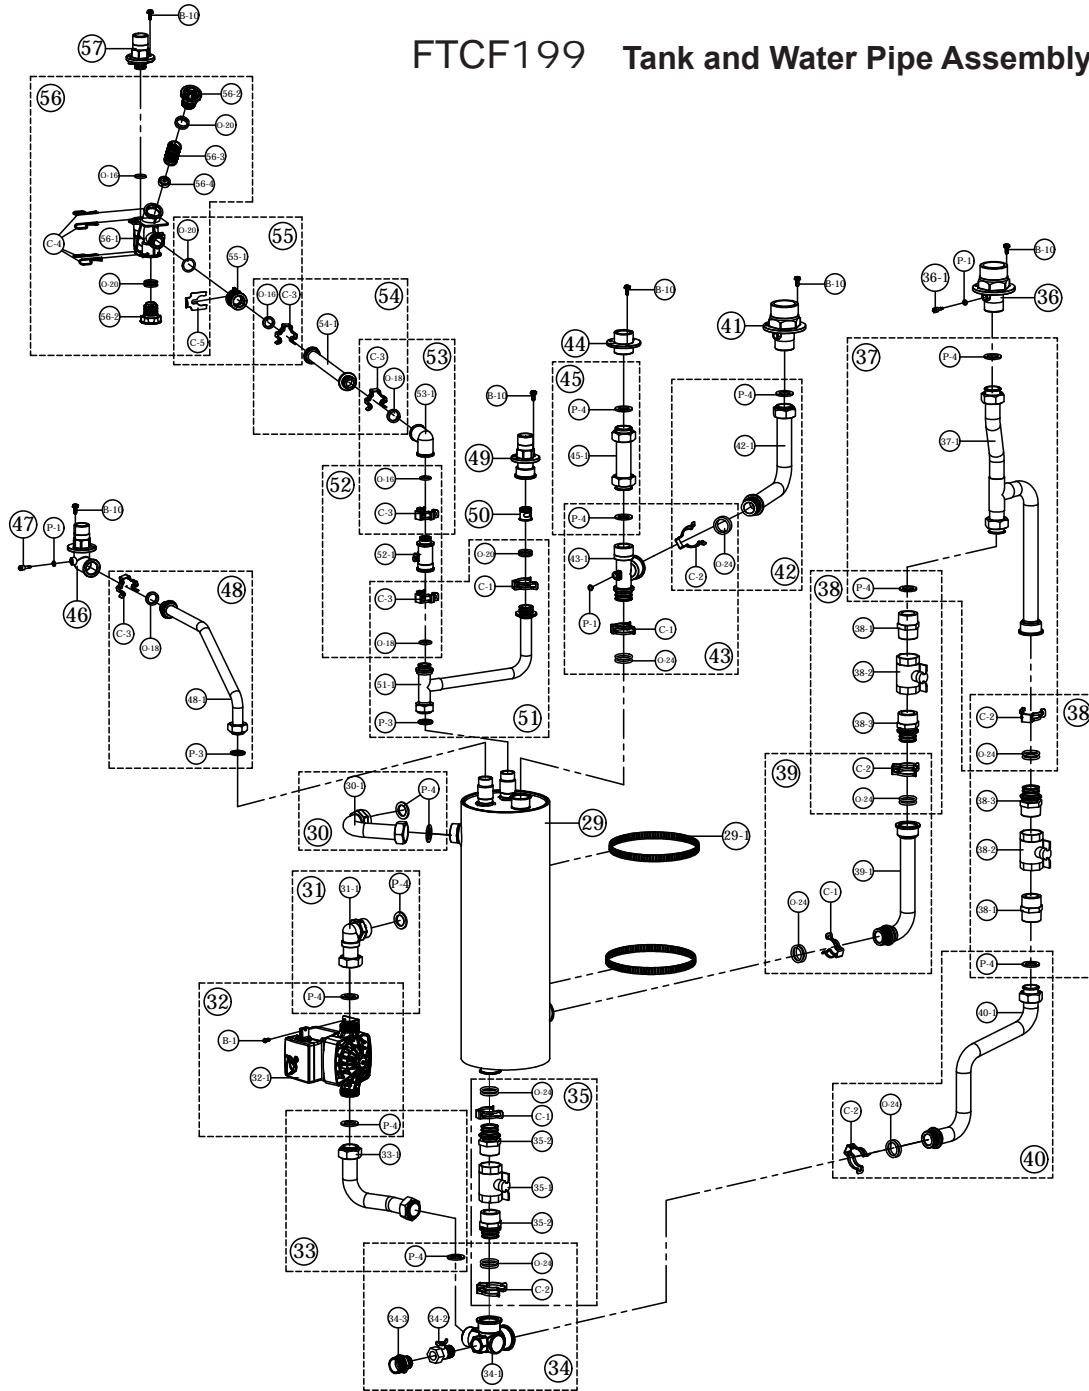 FTCF199 Tank and Water Pipe Assembly
B-10
57
56
56-2
O-20
56-3
O-16
56-4
C-4
56-1
O-20
56-2
O-20
55
55-1
C-5
O-16
C-3
54
54-1
C-3
53
O-18
53-1
B-10
49
50
52
O-16
C-3
52-1
C-3
O-18
O-20
C-1
51-1
P-3
51
47
P-1
B-10
46
C-3
O-18
48
48-1
P-3
B-10
44
45
P-4
45-1
P-4
43-1
P-1
C-1
O-24
43
B-10
41
P-4
42-1
C-2
O-24
42
36-1
P-1
B-10
36
37
P-4
37-1
P-4
38
38-1
38-2
38-3
C-2
O-24
39
39-1
O-24
C-1
C-2
38
O-24
38-3
38-2
38-1
P-4
40-1
C-2
O-24
40
30-1
P-4
30
29
29-1
31
31-1
P-4
P-4
32
B-1
32-1
P-4
33-1
33
P-4
O-24
35
C-1
35-2
35-1
35-2
O-24
C-2
34-3
34-2
34-1
34